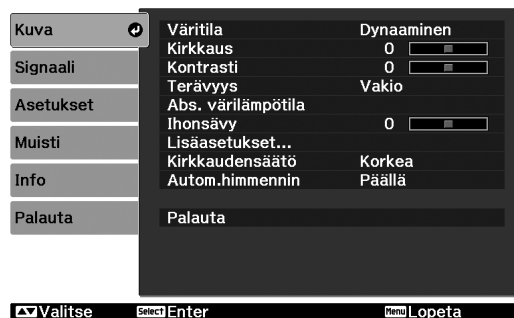 Kuva
Signaali
Asetukset
Muisti
Info
Palauta
Väritila Dynaaminen
Kirkkaus 0
Kontrasti 0
Terävyys Vakio
Abs. värilämpötila
Ihonsävy 0
Lisäasetukset...
Kirkkaudensäätö Korkea
Autom.himmennin Päällä
Palauta
Valitse Select Enter Menu Lopeta